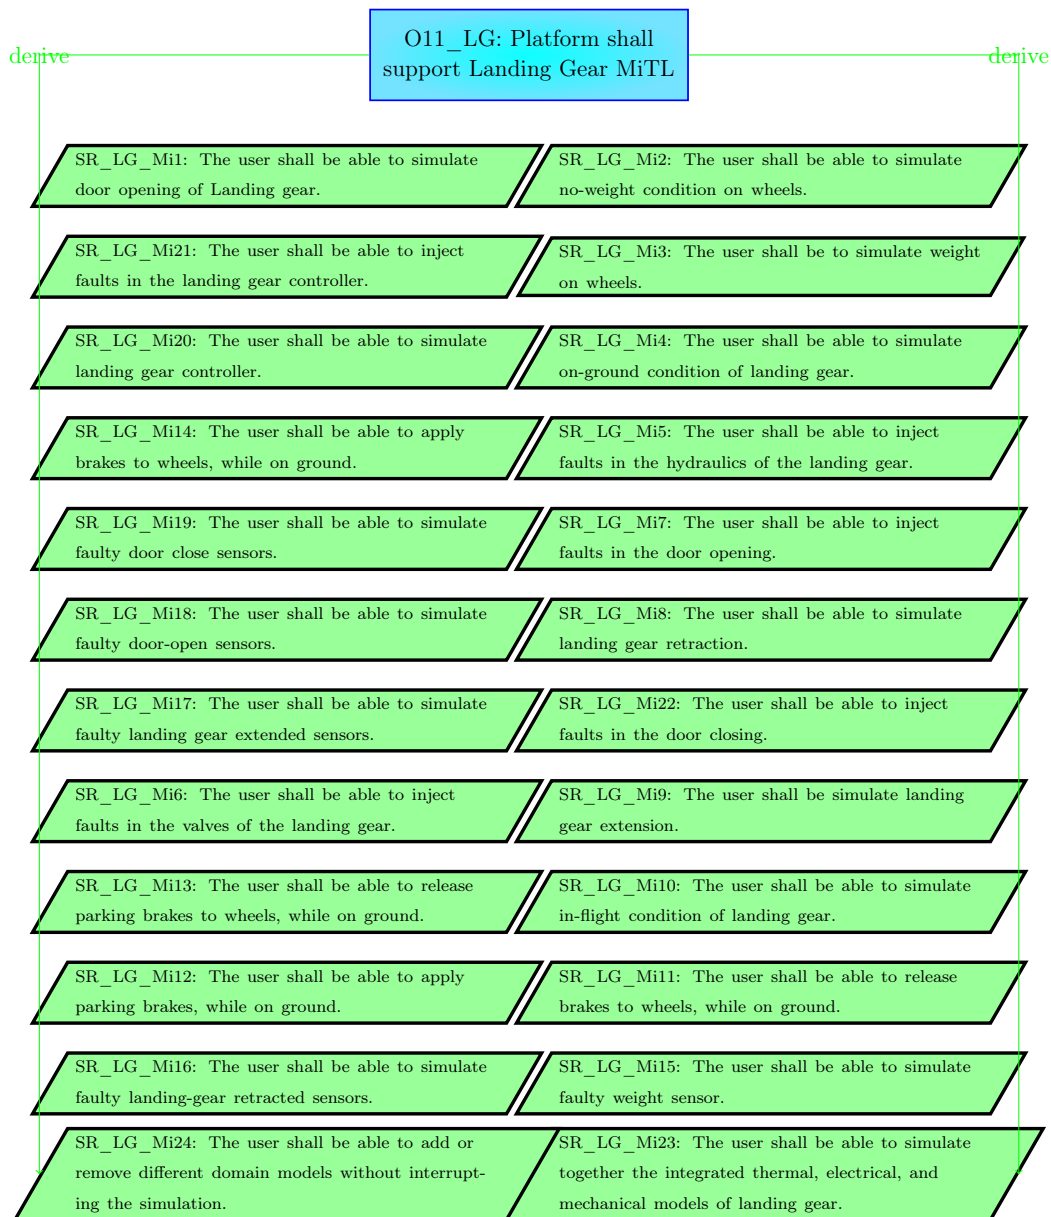 O11_LG: Platform shall
support Landing Gear MiTL
derive
derive
SR_LG_Mi1: The user shall be able to simulate
door opening of Landing gear.
SR_LG_Mi2: The user shall be able to simulate
no-weight condition on wheels.
SR_LG_Mi21: The user shall be able to inject
faults in the landing gear controller.
SR_LG_Mi3: The user shall be to simulate weight
on wheels.
SR_LG_Mi20: The user shall be able to simulate
landing gear controller.
SR_LG_Mi4: The user shall be able to simulate
on-ground condition of landing gear.
SR_LG_Mi14: The user shall be able to apply
brakes to wheels, while on ground.
SR_LG_Mi5: The user shall be able to inject
faults in the hydraulics of the landing gear.
SR_LG_Mi19: The user shall be able to simulate
faulty door close sensors.
SR_LG_Mi7: The user shall be able to inject
faults in the door opening.
SR_LG_Mi18: The user shall be able to simulate
faulty door-open sensors.
SR_LG_Mi8: The user shall be able to simulate
landing gear retraction.
SR_LG_Mi17: The user shall be able to simulate
faulty landing gear extended sensors.
SR_LG_Mi22: The user shall be able to inject
faults in the door closing.
SR_LG_Mi6: The user shall be able to inject
faults in the valves of the landing gear.
SR_LG_Mi9: The user shall be simulate landing
gear extension.
SR_LG_Mi13: The user shall be able to release
parking brakes to wheels, while on ground.
SR_LG_Mi10: The user shall be able to simulate
in-flight condition of landing gear.
SR_LG_Mi12: The user shall be able to apply
parking brakes, while on ground.
SR_LG_Mi11: The user shall be able to release
brakes to wheels, while on ground.
SR_LG_Mi16: The user shall be able to simulate
faulty landing-gear retracted sensors.
SR_LG_Mi15: The user shall be able to simulate
faulty weight sensor.
SR_LG_Mi24: The user shall be able to add or
remove different domain models without interrupt-
ing the simulation.
SR_LG_Mi23: The user shall be able to simulate
together the integrated thermal, electrical, and
mechanical models of landing gear.